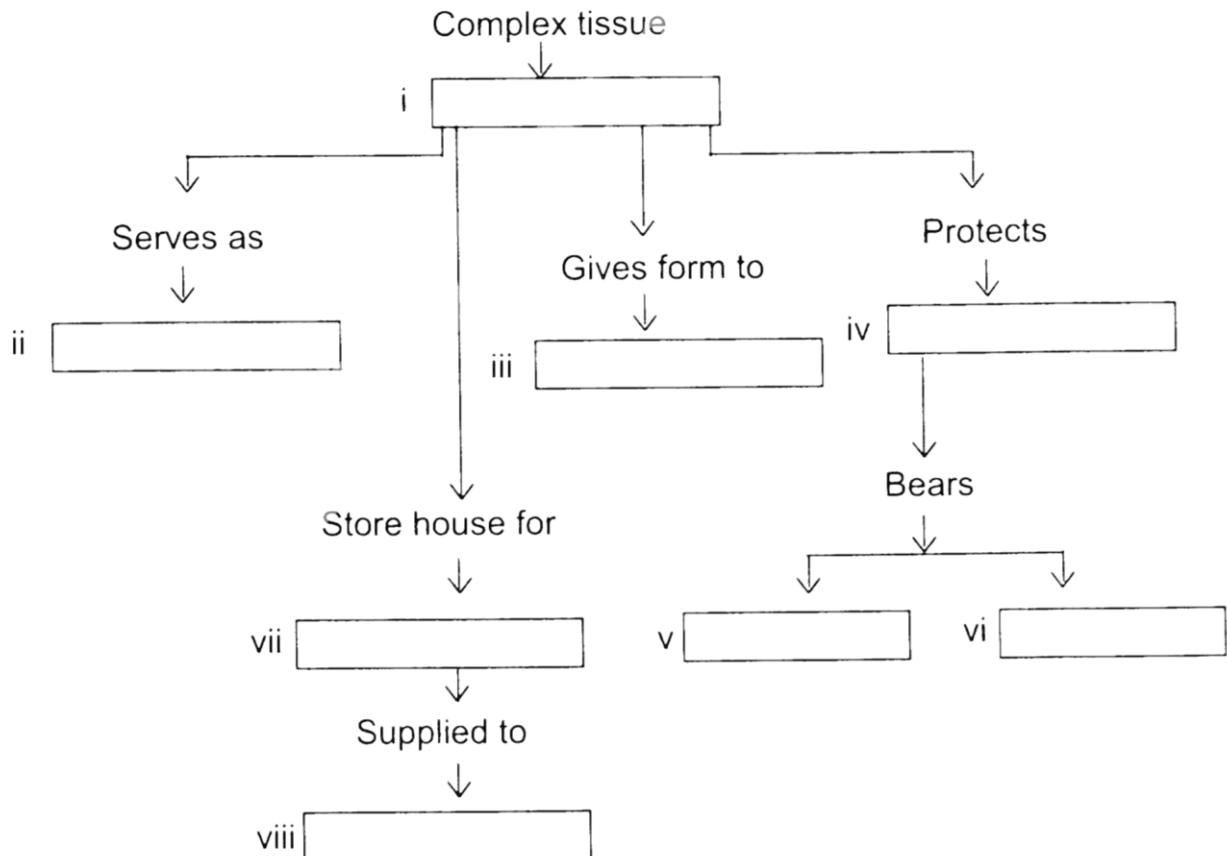 Complex tissue
i
Serves as
Gives form to
Protects
ii
iii
iv
Store house for
Bears
vii
v
vi
Supplied to
viii